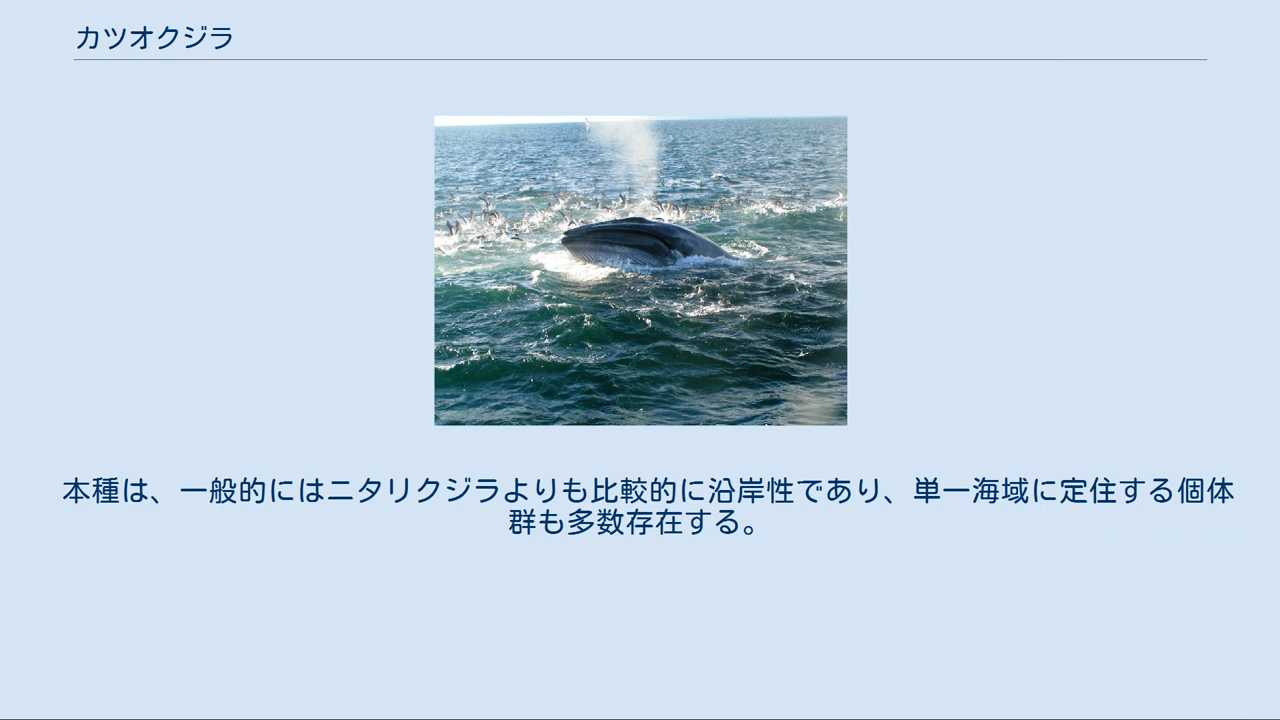 カツオクジラ
本種は、一般的にはニタリクジラよりも比較的に沿岸性であり、単一海域に定住する個体
群も多数存在する。